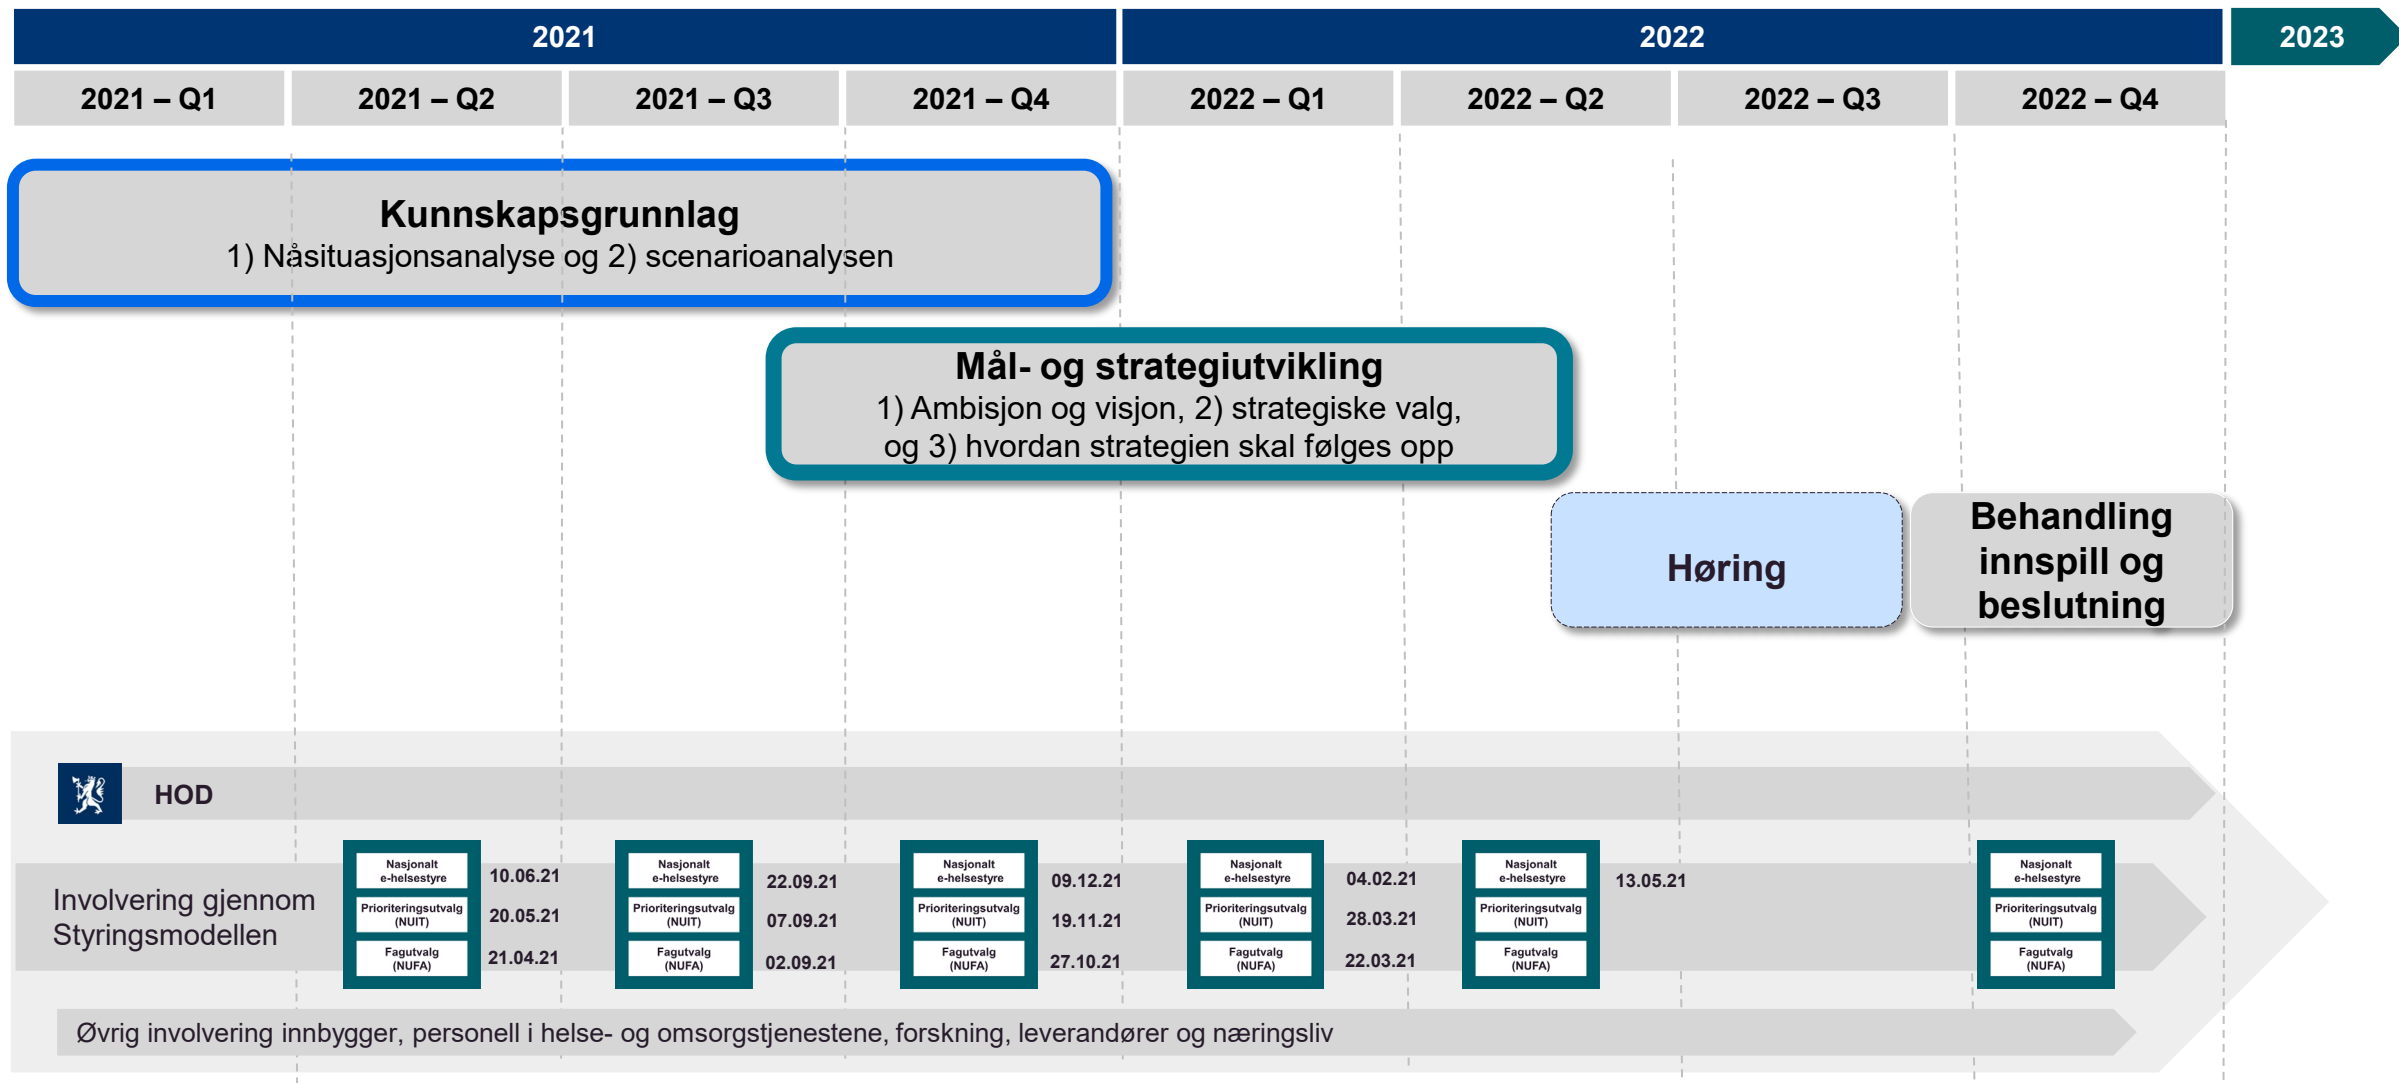 2021
2022
2023
2021 – Q1
2021 – Q2
2021 – Q3
2021 – Q4
2022 – Q1
2022 – Q2
2022 – Q3
2022 – Q4
Kunnskapsgrunnlag
1) Nåsituasjonsanalyse og 2) scenarioanalysen
Mål- og strategiutvikling
1) Ambisjon og visjon, 2) strategiske valg,
og 3) hvordan strategien skal følges opp
Høring
Behandling
innspill og
beslutning
HOD
Involvering gjennom
Styringsmodellen
Nasjonalt
e-helsestyre
Prioriteringsutvalg
(NUIT)
Fagutvalg
(NUFA)
10.06.21
20.05.21
21.04.21
Nasjonalt
e-helsestyre
Prioriteringsutvalg
(NUIT)
Fagutvalg
(NUFA)
22.09.21
07.09.21
02.09.21
Nasjonalt
e-helsestyre
Prioriteringsutvalg
(NUIT)
Fagutvalg
(NUFA)
09.12.21
19.11.21
27.10.21
Nasjonalt
e-helsestyre
Prioriteringsutvalg
(NUIT)
Fagutvalg
(NUFA)
04.02.21
28.03.21
22.03.21
Nasjonalt
e-helsestyre
Prioriteringsutvalg
(NUIT)
Fagutvalg
(NUFA)
13.05.21
Nasjonalt
e-helsestyre
Prioriteringsutvalg
(NUIT)
Fagutvalg
(NUFA)
Øvrig involvering innbygger, personell i helse- og omsorgstjenestene, forskning, leverandører og næringsliv